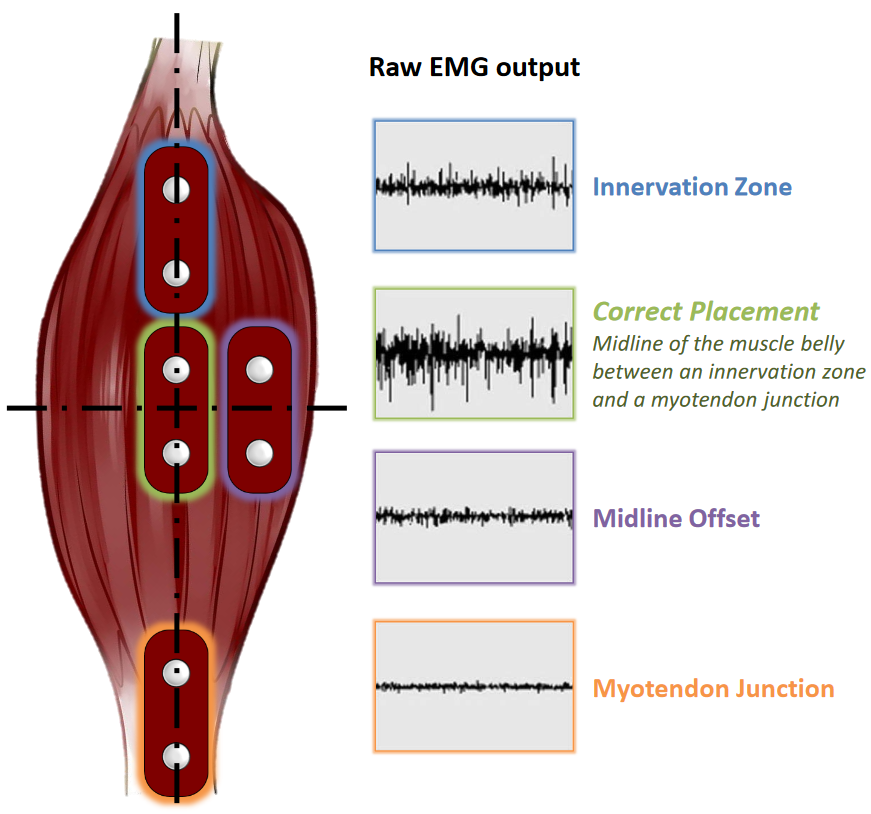 Raw EMG output
Innervation Zone
Correct Placement
Midline of the muscle belly
between an innervation zone
and a myotendon junction
Midline Offset
Myotendon Junction